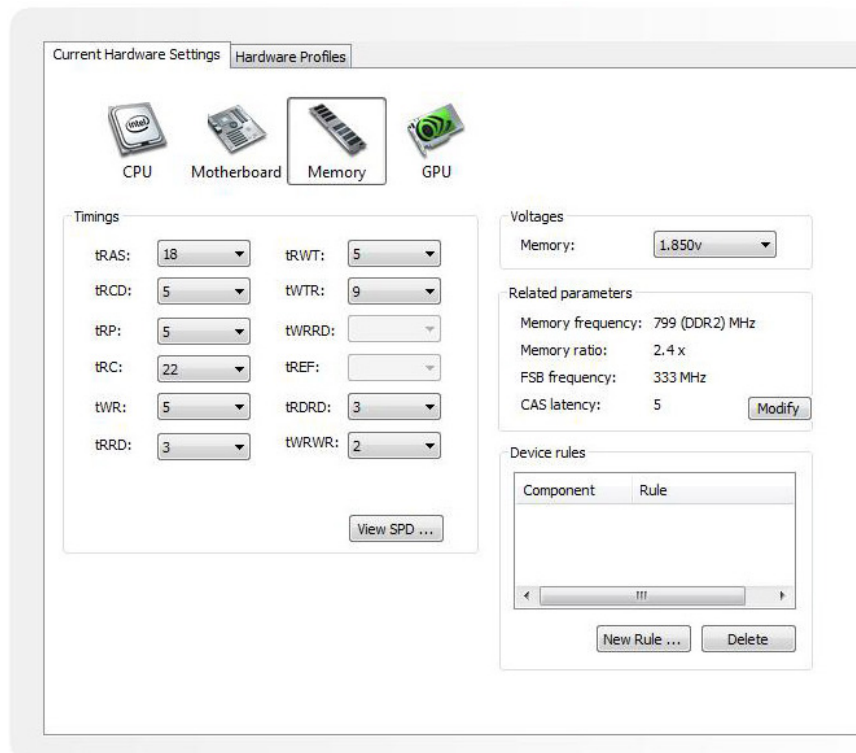 Current Hardware Settings
Hardware Profiles
intel
CPU
Motherboard
Memory
GPU
Timings
tRAS: 18
tRWT: 5
tRCD: 5
tWTR: 9
tRP: 5
tWRRD:
tRC: 22
tREF:
tWR: 5
tRDRD: 3
tRRD: 3
tWRWR: 2
View SPD ...
Voltages
Memory: 1.850v
Related parameters
Memory frequency: 799 (DDR2) MHz
Memory ratio: 2.4 x
FSB frequency: 333 MHz
CAS latency: 5
Modify
Device rules
Component Rule
New Rule ...
Delete